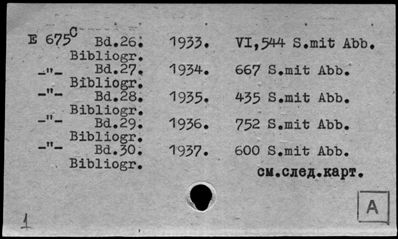 E 675c Bd.26. 1933. VI,544 S.mit Abb.
Bibliogr.
-"- Bd.27. 1934. 667 S.mit Abb.
Bibliogr.
-"- Bd.28. 1935. 435 S.mit Abb.
Bibliogr.
-"- Bd.29. 1936. 752 S.mit Abb.
Bibliogr.
-"- Bd.30. 1937. 600 S.mit Abb.
Bibliogr.
см.след.карт.
A
1